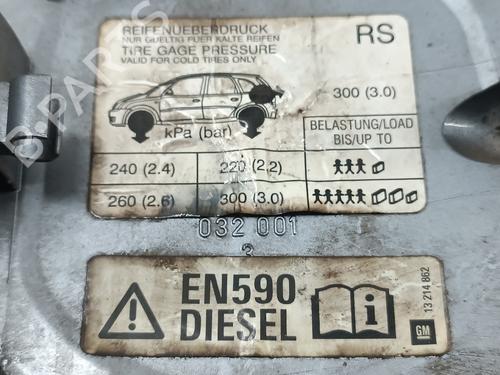 REIFENUEBERDRUCK
NUR GUELTIG FUER KALTE REIFEN
TIRE GAGE PRESSURE
VALID FOR COLD TIRES ONLY
RS
300 (3.0)
kPa (bar)
BELASTUNG/LOAD
BIS/UP TO
240 (2.4) 220 (2.2)
260 (2.6) 300 (3.0)
032 001
3
EN590
DIESEL
GM
13 214 862
B-PARTS